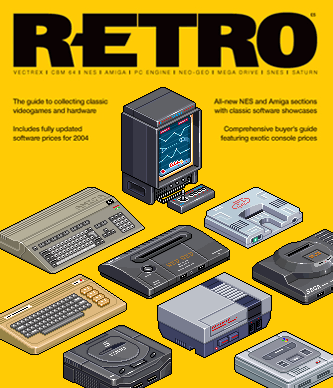 RETRO
VECTREX | CBM 64 | NES | AMIGA | PC ENGINE | NEO-GEO | MEGA DRIVE | SNES | SATURN
The guide to collecting classic
videogames and hardware
All-new NES and Amiga sections
with classic software showcases
Includes fully updated
software prices for 2004
Comprehensive buyer's guide
featuring exotic console prices
SEGA